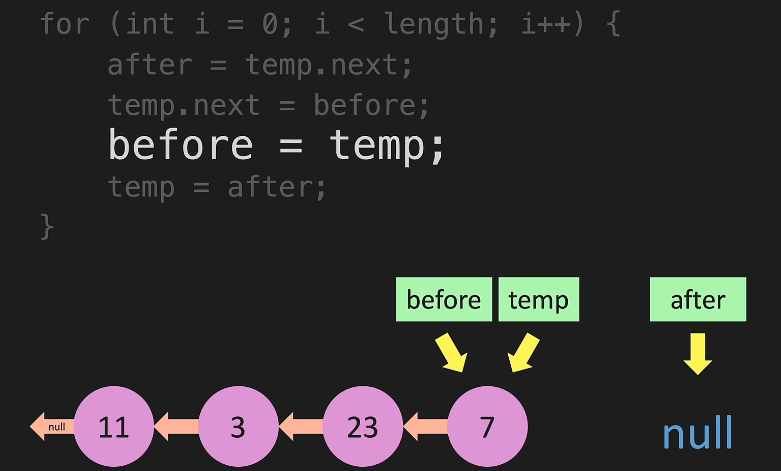 for (int i = 0; i < length; i++) {
after = temp.next;
temp.next = before;
before = temp;
temp = after;
}
before temp after
null 11 3 23 7 null